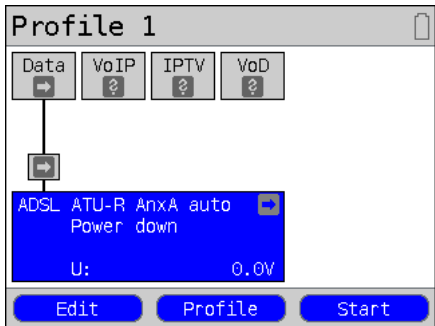 Profile 1
Data VoIP IPTV VoD
ADSL ATU-R AnxA auto
Power down
U: 0.0V
Edit Profile Start